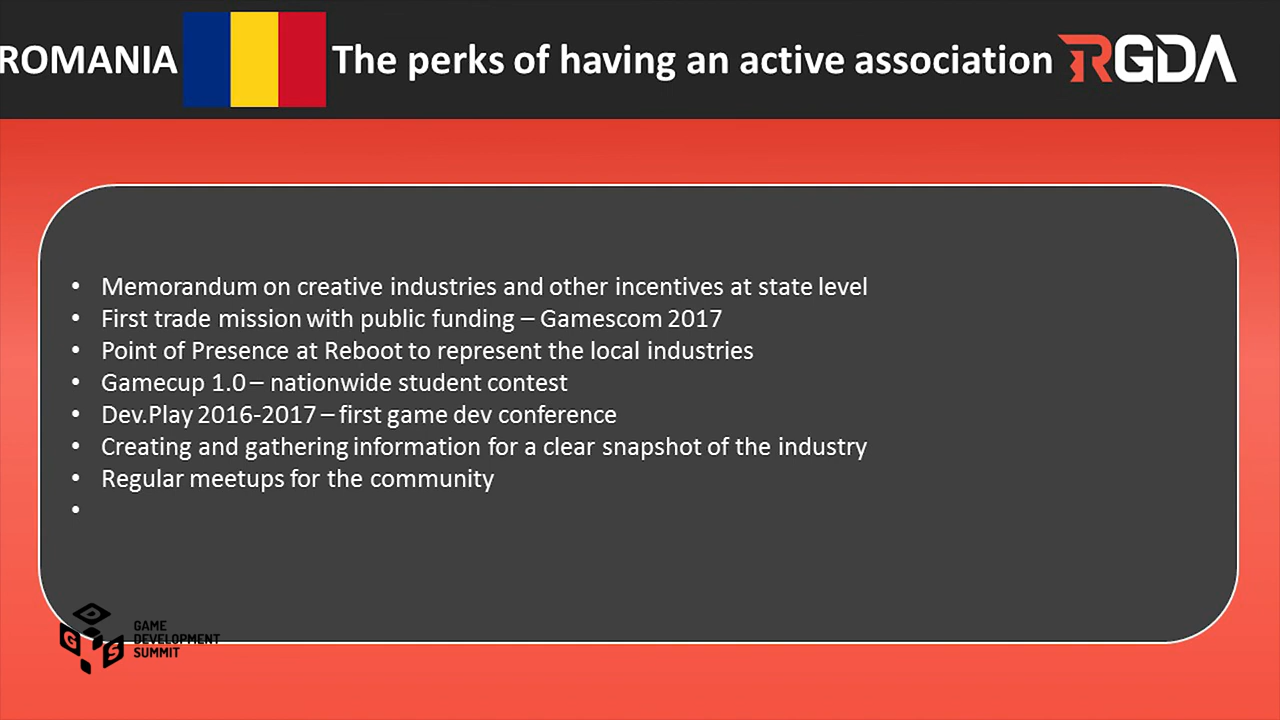 ROMANIA The perks of having an active association RGDA
• Memorandum on creative industries and other incentives at state level
• First trade mission with public funding – Gamescom 2017
• Point of Presence at Reboot to represent the local industries
• Gamecup 1.0 – nationwide student contest
• Dev.Play 2016-2017 – first game dev conference
• Creating and gathering information for a clear snapshot of the industry
• Regular meetups for the community
•
GDS
GAME
DEVELOPMENT
SUMMIT